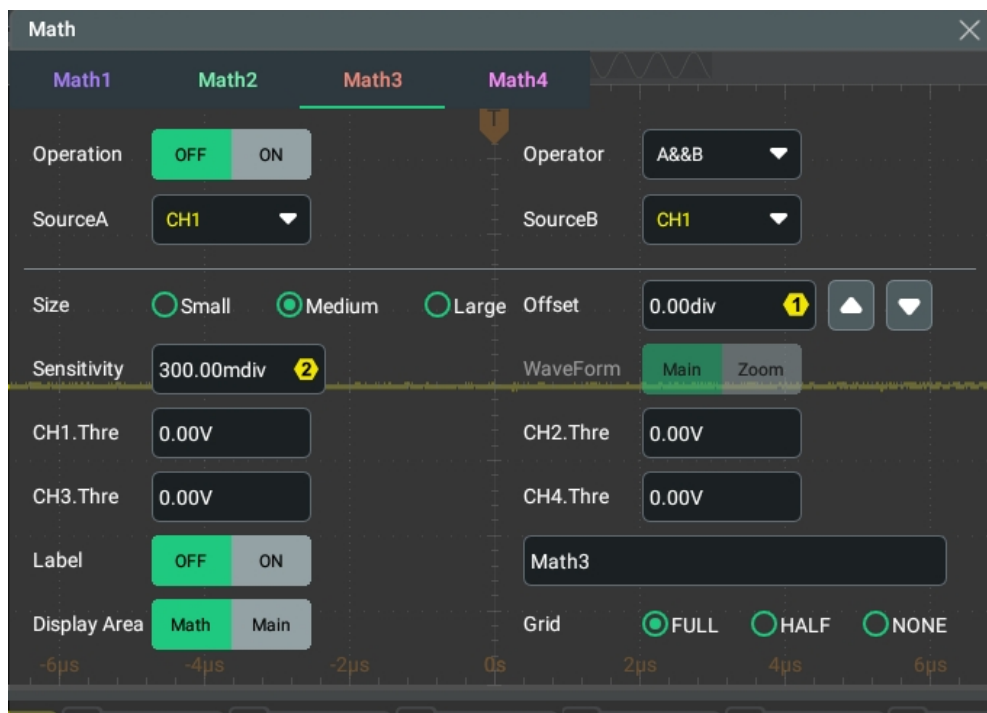 Math
Math1 Math2 Math3 Math4
T
Operation OFF ON Operator A&&B
SourceA CH1 SourceB CH1
Size Small Medium Large Offset 0.00div 1
Sensitivity 300.00mdiv 2 WaveForm Main Zoom
CH1.Thre 0.00V CH2.Thre 0.00V
CH3.Thre 0.00V CH4.Thre 0.00V
Label OFF ON Math3
Display Area Math Main Grid FULL HALF NONE
-6µs -4µs -2µs 0s 2µs 4µs 6µs